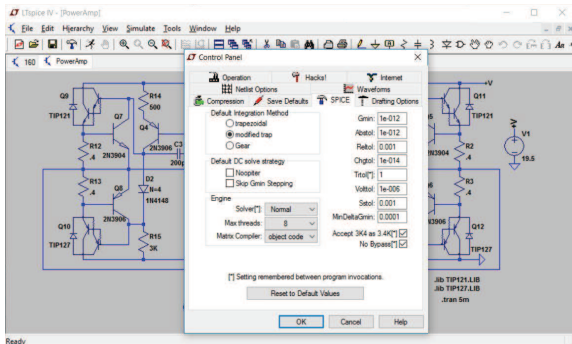 LTspice IV - [PowerAmp]
File Edit Hierarchy View Simulate Tools Window Help
160 PowerAmp
Control Panel
Operation Hacks! Internet
Netlist Options Waveforms
Compression Save Defaults SPICE Drafting Options
Default Integration Method
trapezoidal
modified trap
Gear
Default DC solve strategy
Noopiter
Skip Gmin Stepping
Engine
Solver[*]: Normal
Max threads: 8
Matrix Compiler: object code
Gmin: 1e-012
Abstol: 1e-012
Reltol: 0.001
Chgtol: 1e-014
Trtol[*]: 1
Volttol: 1e-006
Sstol: 0.001
MinDeltaGmin: 0.0001
Accept 3K4 as 3.4K[*]
No Bypass[*]
[*] Setting remembered between program invocations.
Reset to Default Values
OK Cancel Help
Q9
TIP121
Q7
R14
500
Q4
R12
.4
2N3904
2N3906
C3
200p
R13
.4
Q8
D2
N=4
1N4148
Q10
TIP127
2N3906
R15
3K
+V
Q11
TIP121
R2
.4
R3
.4
Q12
TIP127
+V
V1
19.5
.lib TIP121.LIB
.lib TIP127.LIB
.tran 5m
Ready